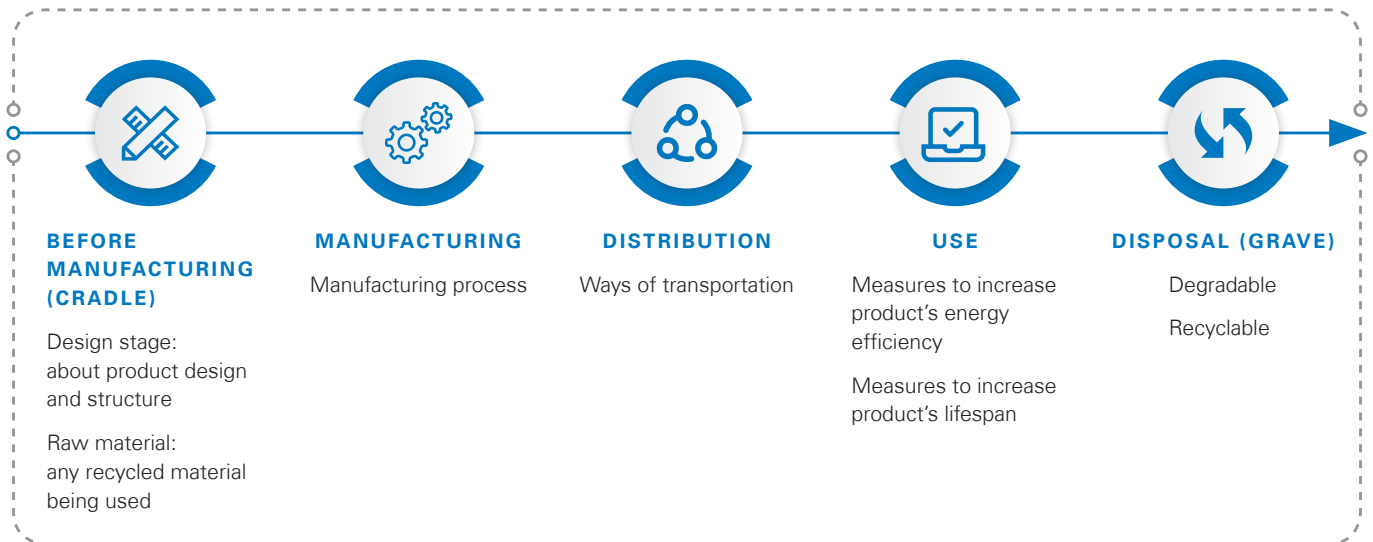 BEFORE
MANUFACTURING
(CRADLE)
Design stage:
about product design
and structure
Raw material:
any recycled material
being used
MANUFACTURING
Manufacturing process
DISTRIBUTION
Ways of transportation
USE
Measures to increase
product's energy
efficiency
Measures to increase
product's lifespan
DISPOSAL (GRAVE)
Degradable
Recyclable